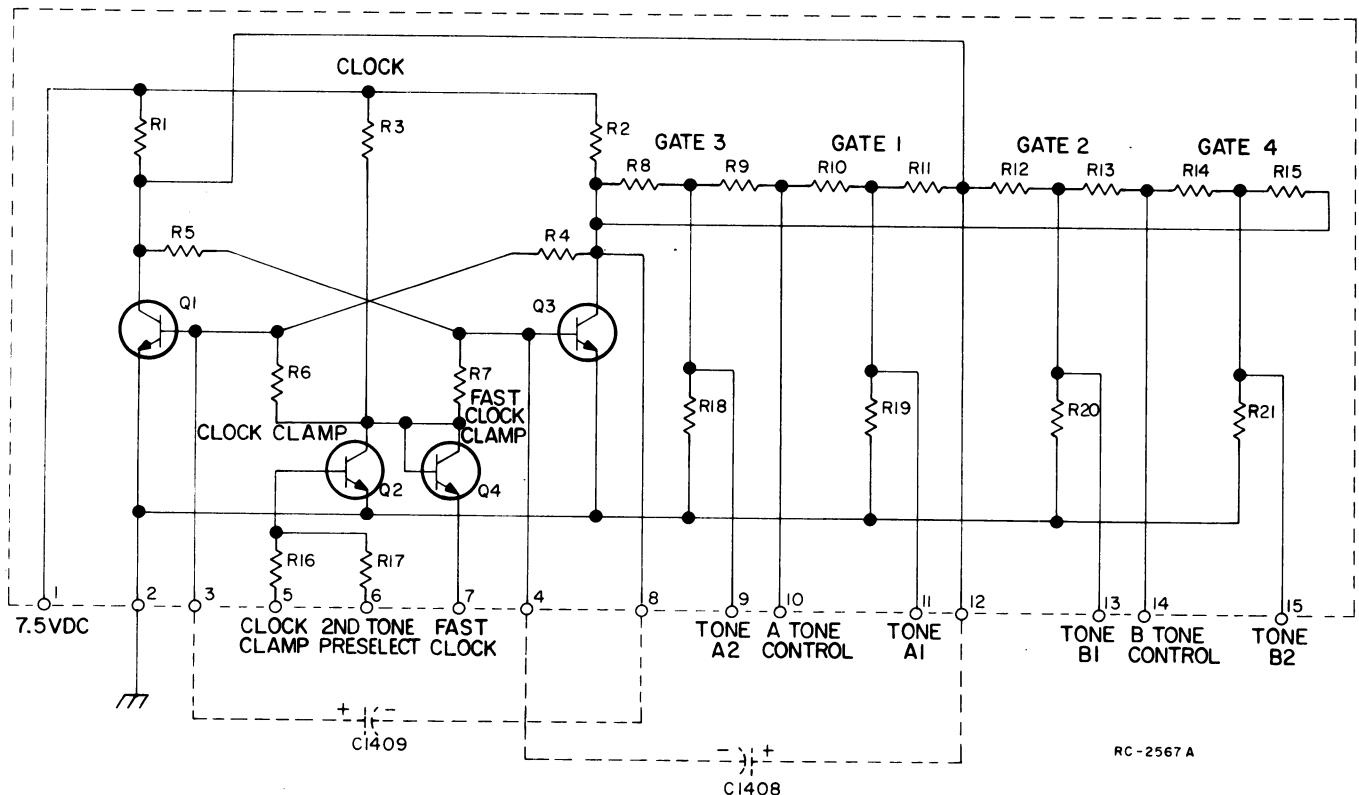 CLOCK
R1
R3
R2
GATE 3
GATE 1
GATE 2
GATE 4
R8
R9
R10
R11
R12
R13
R14
R15
R5
R4
Q1
Q3
R6
R7
FAST
CLOCK
CLAMP
CLOCK CLAMP
R18
R19
R20
R21
Q2
Q4
R16
R17
1
2
3
5
6
7
4
8
9
10
11
12
13
14
15
7.5VDC
CLOCK
CLAMP
2ND TONE
PRESELECT
FAST
CLOCK
TONE
A2
A TONE
CONTROL
TONE
A1
TONE
B1
B TONE
CONTROL
TONE
B2
+ -
C1409
- +
C1408
RC-2567A